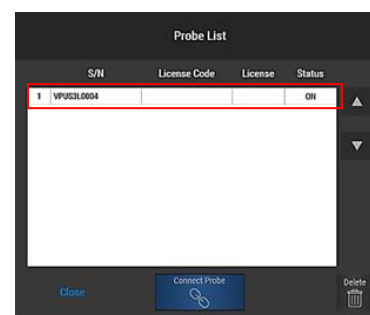 Probe List
S/N License Code License Status
1 VPUS3L0004 ON
Connect Probe
Close
Delete